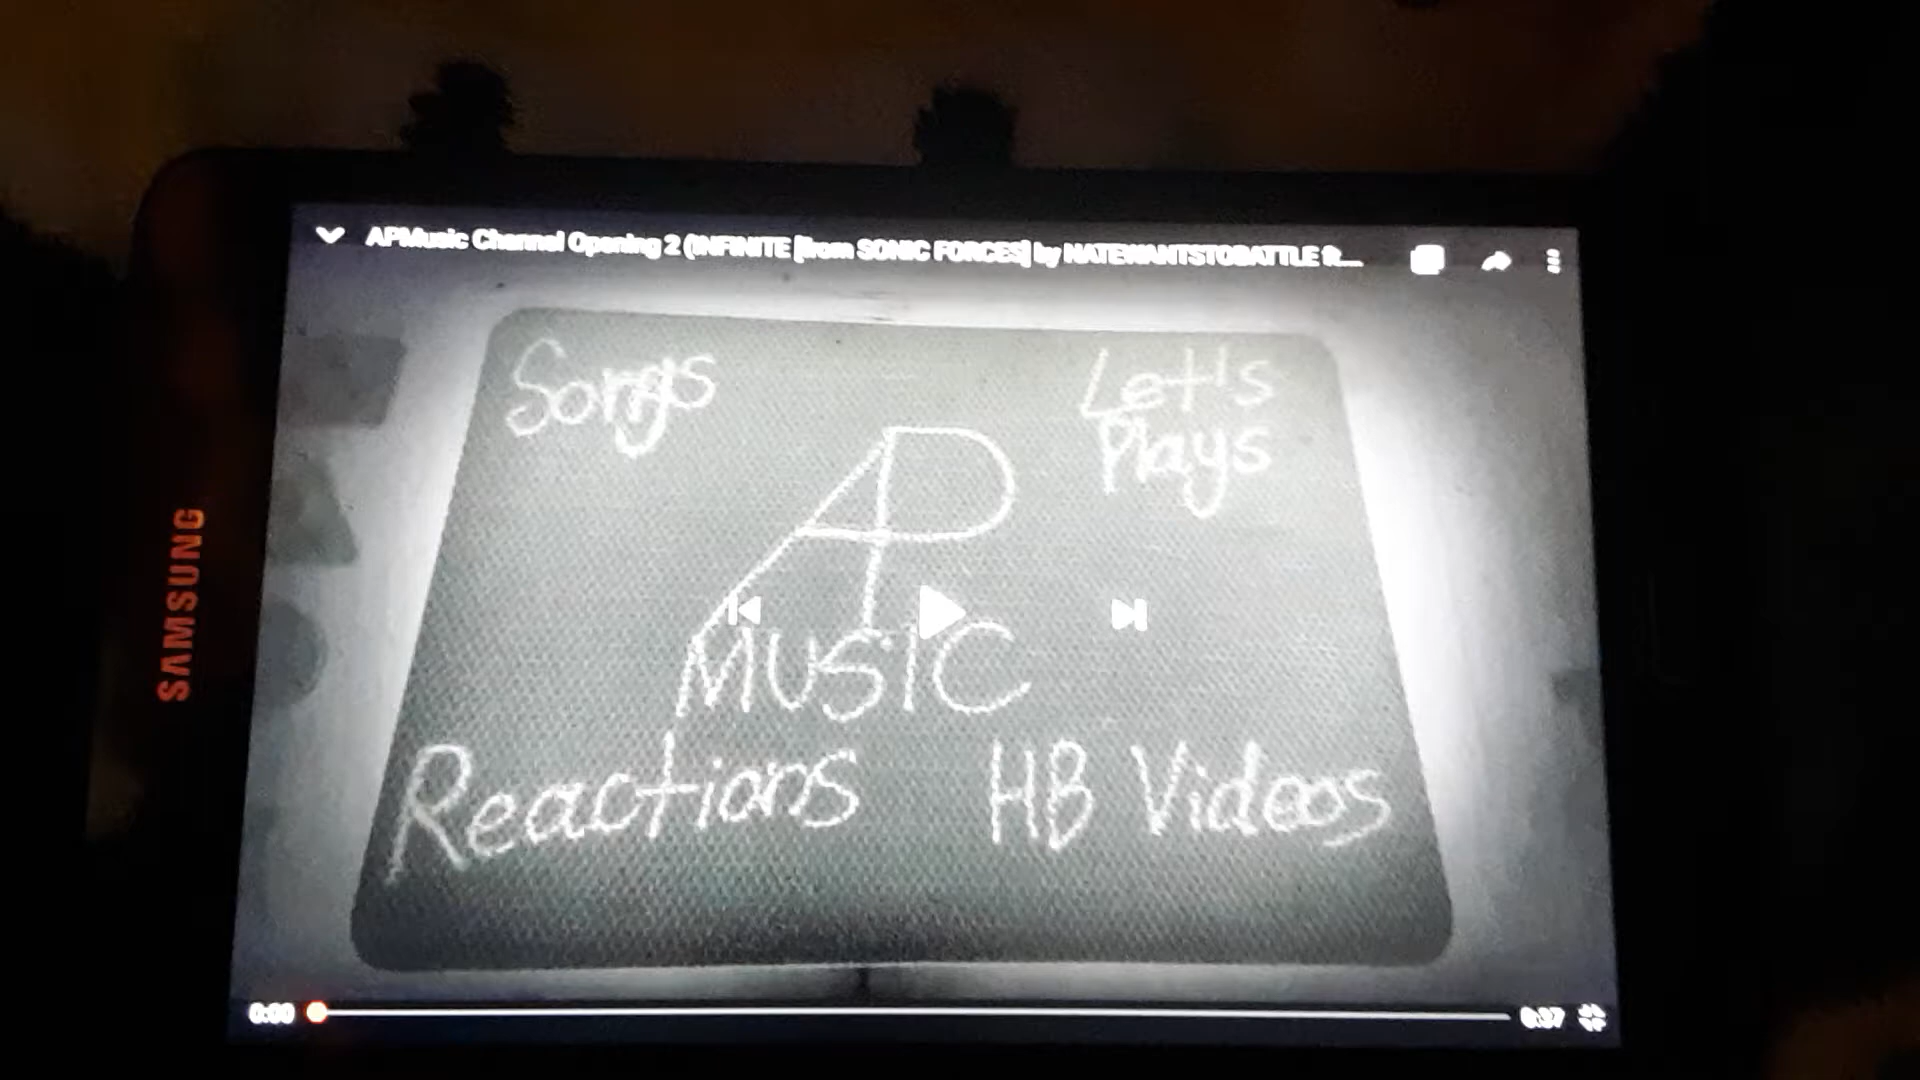 APMusic Channel Opening 2 (INFINITE [from SONIC FORCES] by NATEWANTSTOBATTLE ft...
Songs
Let's
Plays
AP
MUSIC
Reactions
HB Videos
SAMSUNG
0:00
0:37